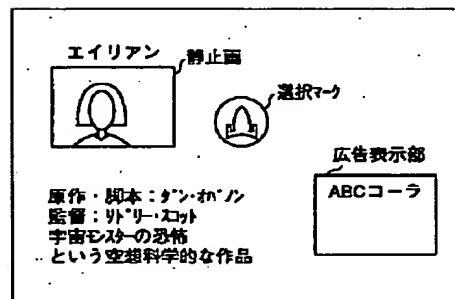 エイリアン
静止画
選択マーク
広告表示部
ABCコーラ
原作・脚本：ダン・オバノン
監督：リドリー・スコット
宇宙モンスターの恐怖
という空想科学的な作品